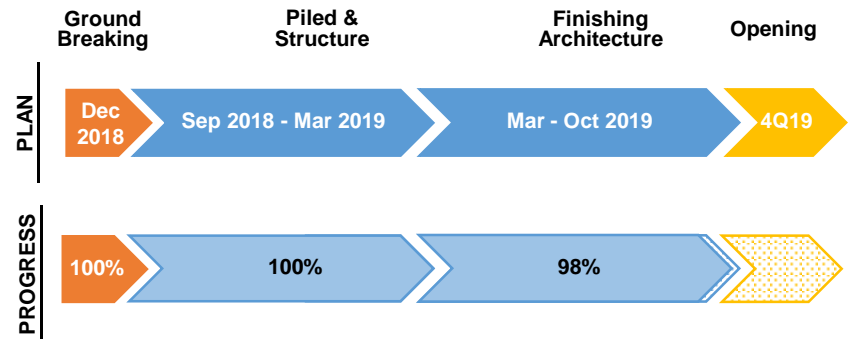 Ground
Breaking
Piled &
Structure
Finishing
Architecture
Opening
PLAN
Dec
2018
Sep 2018 - Mar 2019
Mar - Oct 2019
4Q19
PROGRESS
100%
100%
98%